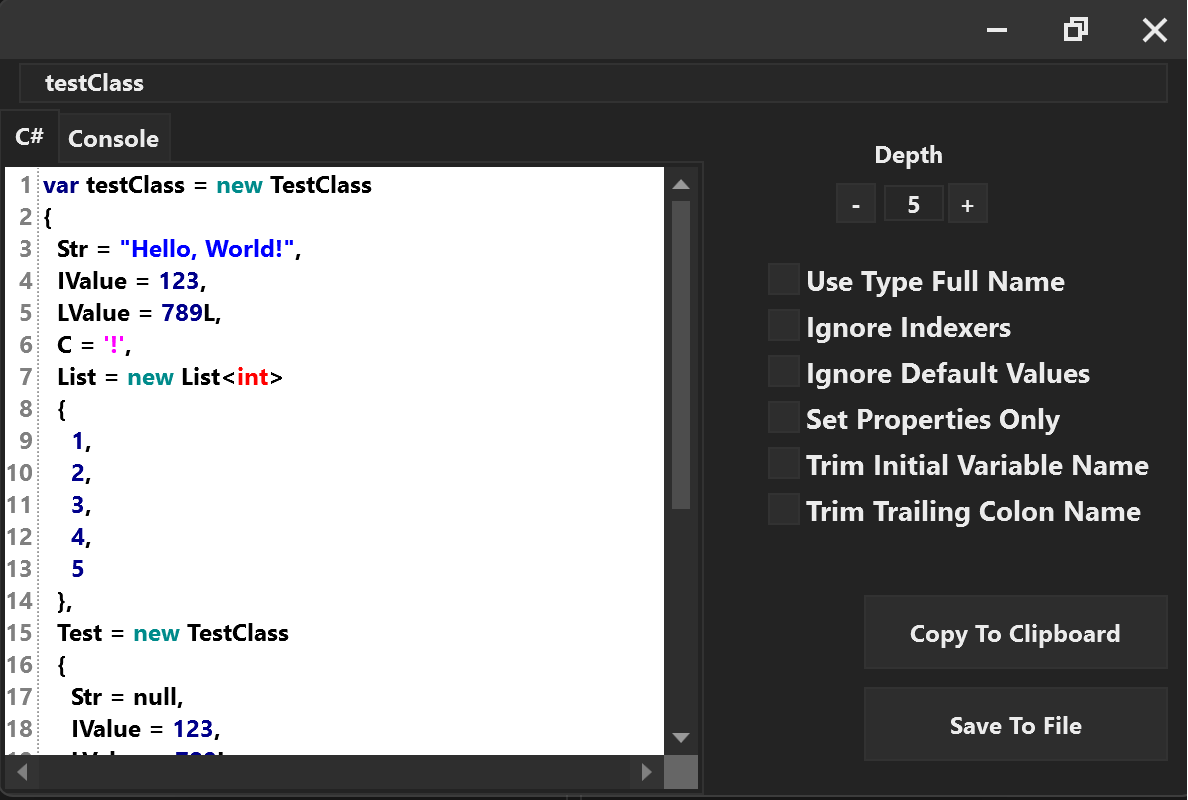 testClass
C#
Console
1 var testClass = new TestClass
2 {
3 Str = "Hello, World!",
4 IValue = 123,
5 LValue = 789L,
6 C = '!',
7 List = new List<int>
8 {
9 1,
10 2,
11 3,
12 4,
13 5
14 },
15 Test = new TestClass
16 {
17 Str = null,
18 IValue = 123,
Depth
- 5 +
Use Type Full Name
Ignore Indexers
Ignore Default Values
Set Properties Only
Trim Initial Variable Name
Trim Trailing Colon Name
Copy To Clipboard
Save To File